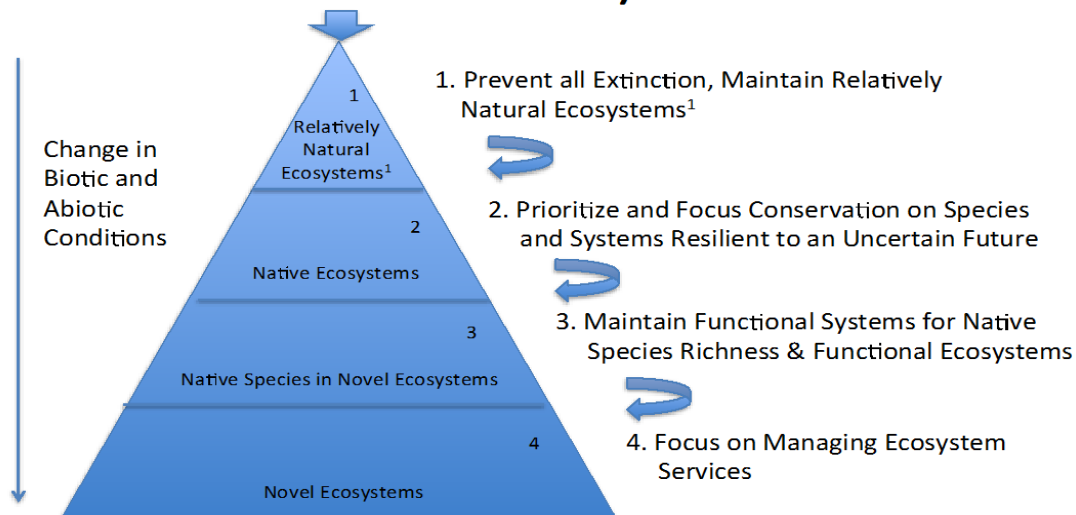 1. Prevent all Extinction, Maintain Relatively
Natural Ecosystems¹
1
Relatively
Natural
Ecosystems¹
Change in
Biotic and
Abiotic
Conditions
2. Prioritize and Focus Conservation on Species
and Systems Resilient to an Uncertain Future
2
Native Ecosystems
3. Maintain Functional Systems for Native
Species Richness & Functional Ecosystems
3
Native Species in Novel Ecosystems
4. Focus on Managing Ecosystem
Services
4
Novel Ecosystems